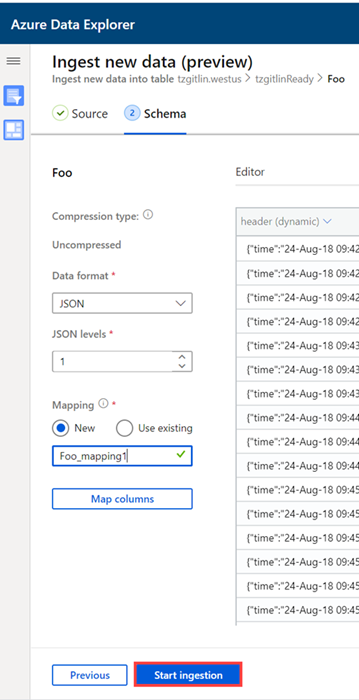 Azure Data Explorer
Ingest new data (preview)
Ingest new data into table tzgitlin.westus > tzgitlinReady > Foo
Source 2 Schema
Foo
Editor
Compression type:
Uncompressed
header (dynamic)
Data format *
JSON
JSON levels *
1
Mapping *
New Use existing
Foo_mapping1
Map columns
{"time":"24-Aug-18 09:42
{"time":"24-Aug-18 09:42
{"time":"24-Aug-18 09:42
{"time":"24-Aug-18 09:42
{"time":"24-Aug-18 09:43
{"time":"24-Aug-18 09:43
{"time":"24-Aug-18 09:43
{"time":"24-Aug-18 09:44
{"time":"24-Aug-18 09:44
{"time":"24-Aug-18 09:44
{"time":"24-Aug-18 09:45
{"time":"24-Aug-18 09:45
{"time":"24-Aug-18 09:45
{"time":"24-Aug-18 09:45
{"time":"24-Aug-18 09:45
Previous Start ingestion